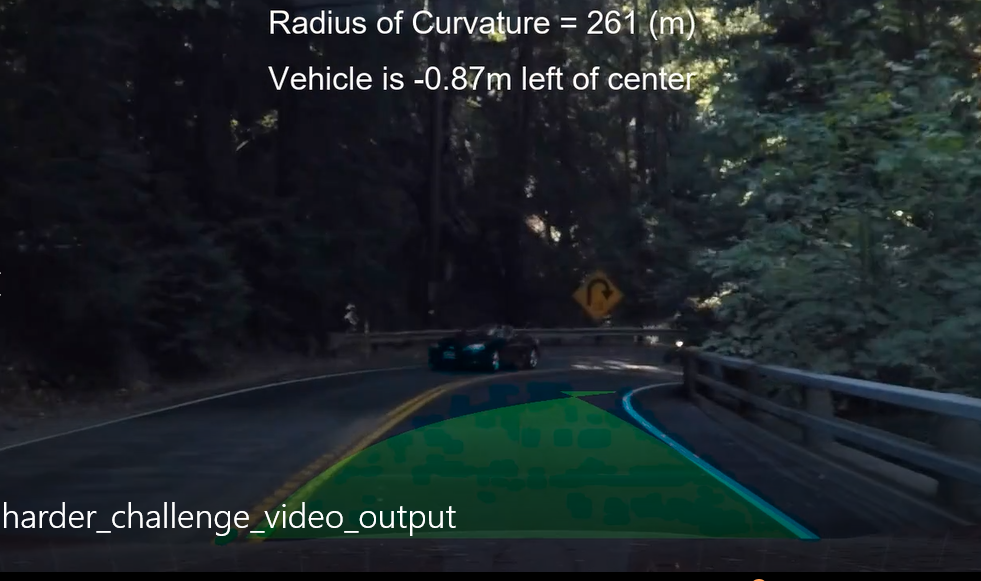 Radius of Curvature = 261 (m)
Vehicle is -0.87m left of center
harder_challenge_video_output